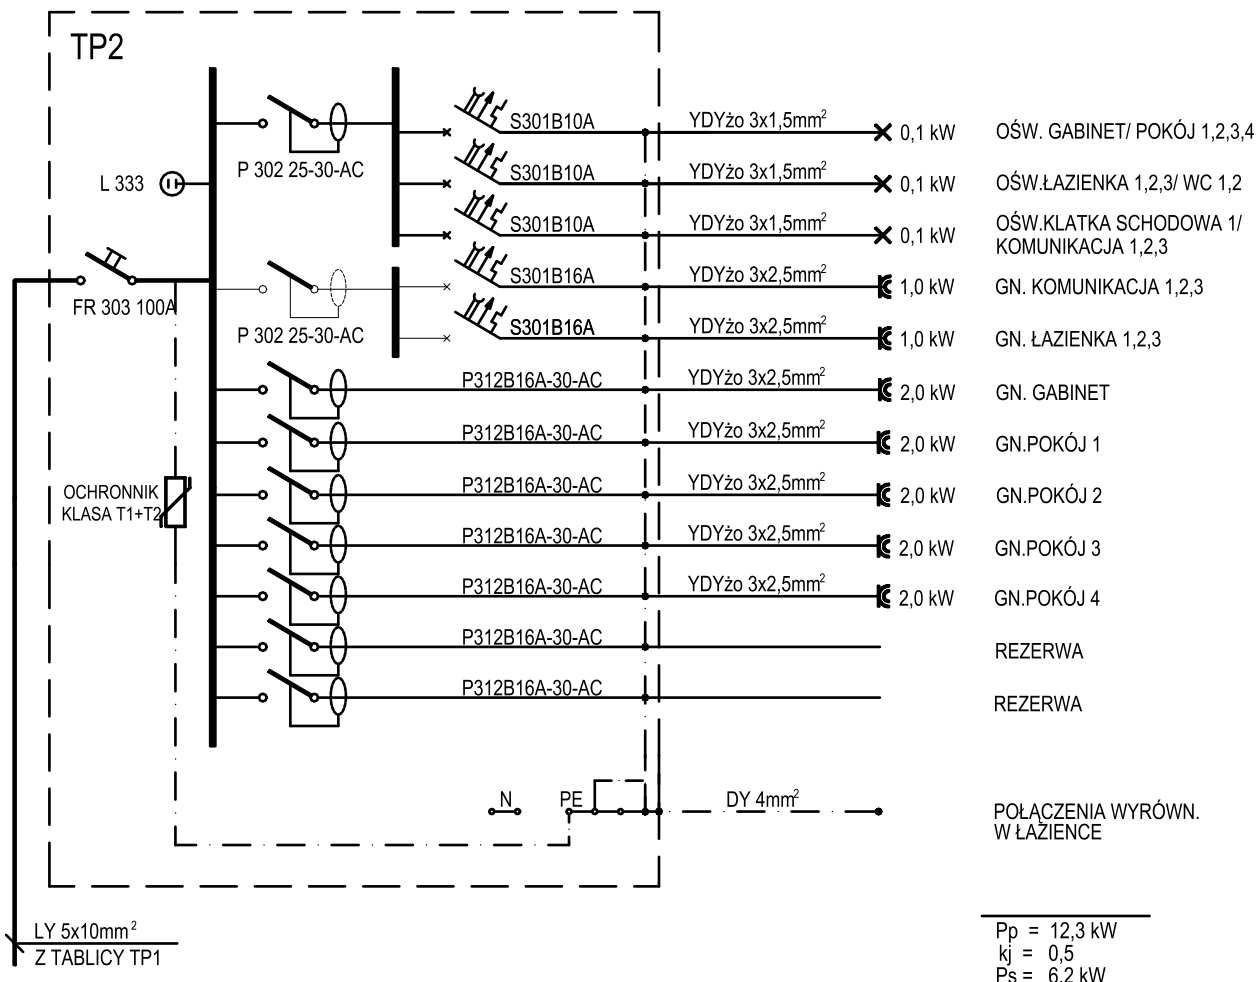 TP2
S301B10A YDYżo 3x1,5mm² 0,1 kW OŚW. GABINET/ POKÓJ 1,2,3,4
P 302 25-30-AC
L 333
S301B10A YDYżo 3x1,5mm² 0,1 kW OŚW.ŁAZIENKA 1,2,3/ WC 1,2
S301B10A YDYżo 3x1,5mm² 0,1 kW OŚW.KLATKA SCHODOWA 1/
KOMUNIKACJA 1,2,3
S301B16A YDYżo 3x2,5mm² 1,0 kW GN. KOMUNIKACJA 1,2,3
FR 303 100A
P 302 25-30-AC
S301B16A YDYżo 3x2,5mm² 1,0 kW GN. ŁAZIENKA 1,2,3
P312B16A-30-AC YDYżo 3x2,5mm² 2,0 kW GN. GABINET
P312B16A-30-AC YDYżo 3x2,5mm² 2,0 kW GN.POKÓJ 1
P312B16A-30-AC YDYżo 3x2,5mm² 2,0 kW GN.POKÓJ 2
OCHRONNIK
KLASA T1+T2
P312B16A-30-AC YDYżo 3x2,5mm² 2,0 kW GN.POKÓJ 3
P312B16A-30-AC YDYżo 3x2,5mm² 2,0 kW GN.POKÓJ 4
P312B16A-30-AC REZERWA
P312B16A-30-AC REZERWA
N PE DY 4mm² POŁĄCZENIA WYRÓWN.
W ŁAZIENCE
LY 5x10mm²
Z TABLICY TP1
Pp = 12,3 kW
kj = 0,5
Ps = 6,2 kW